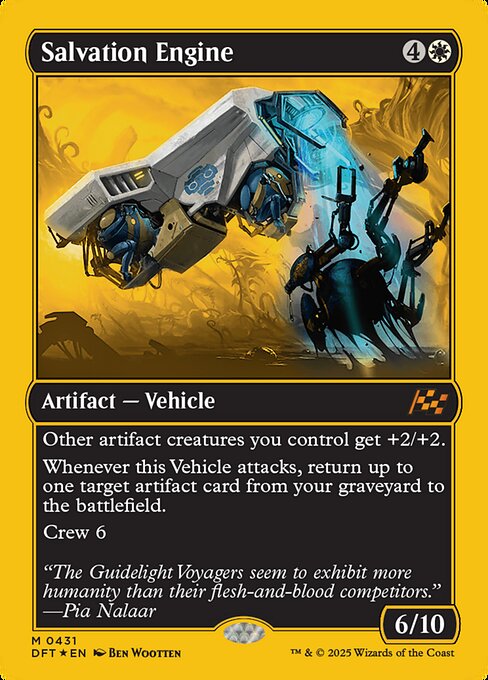 Salvation Engine 4
Artifact — Vehicle
Other artifact creatures you control get +2/+2.
Whenever this Vehicle attacks, return up to
one target artifact card from your graveyard to
the battlefield.
Crew 6
“The Guidelight Voyagers seem to exhibit more
humanity than their flesh-and-blood competitors.”
—Pia Nalaar
6/10
M 0431
DFT★EN Ben Wootten
™ & © 2025 Wizards of the Coast